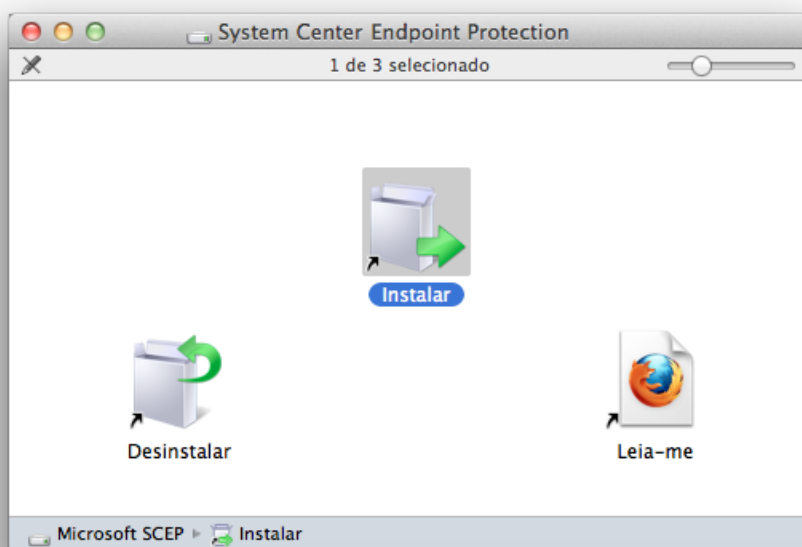 System Center Endpoint Protection
1 de 3 selecionado
Instalar
Desinstalar
Leia-me
Microsoft SCEP ▸ Instalar